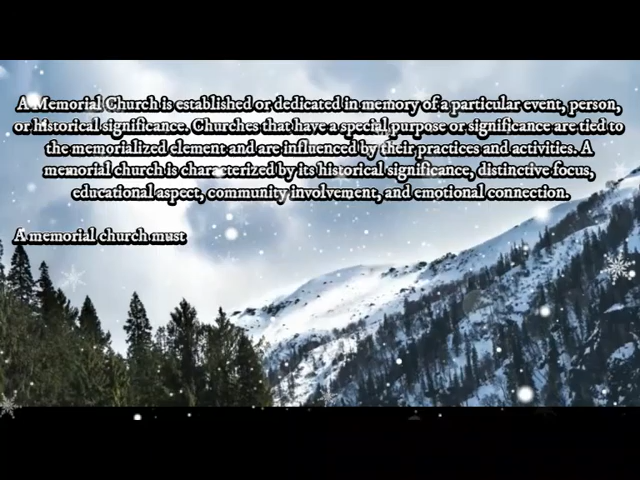 A Memorial Church is established or dedicated in memory of a particular event, person,
or historical significance. Churches that have a special purpose or significance are tied to
the memorialized element and are influenced by their practices and activities. A
memorial church is characterized by its historical significance, distinctive focus,
educational aspect, community involvement, and emotional connection.
A memorial church must